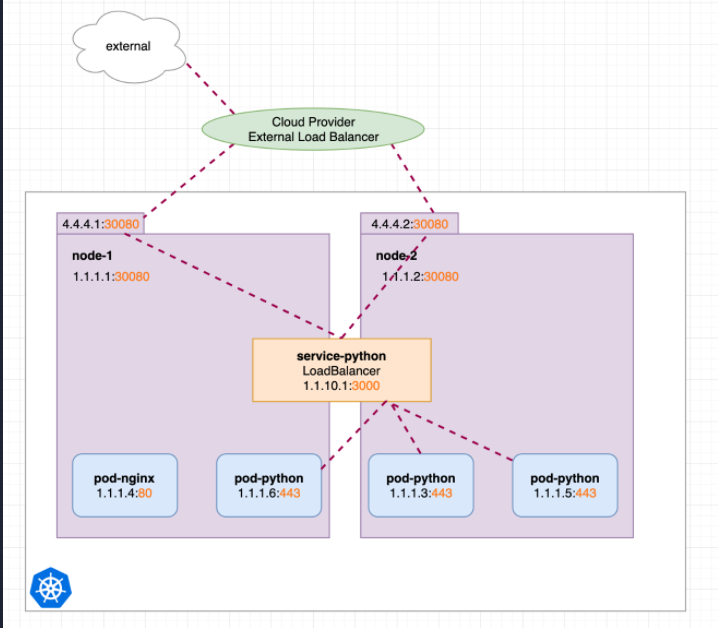 external
Cloud Provider
External Load Balancer
4.4.4.1:30080
4.4.4.2:30080
node-1
1.1.1.1:30080
node-2
1.1.1.2:30080
service-python
LoadBalancer
1.1.10.1:3000
pod-nginx
1.1.1.4:80
pod-python
1.1.1.6:443
pod-python
1.1.1.3:443
pod-python
1.1.1.5:443